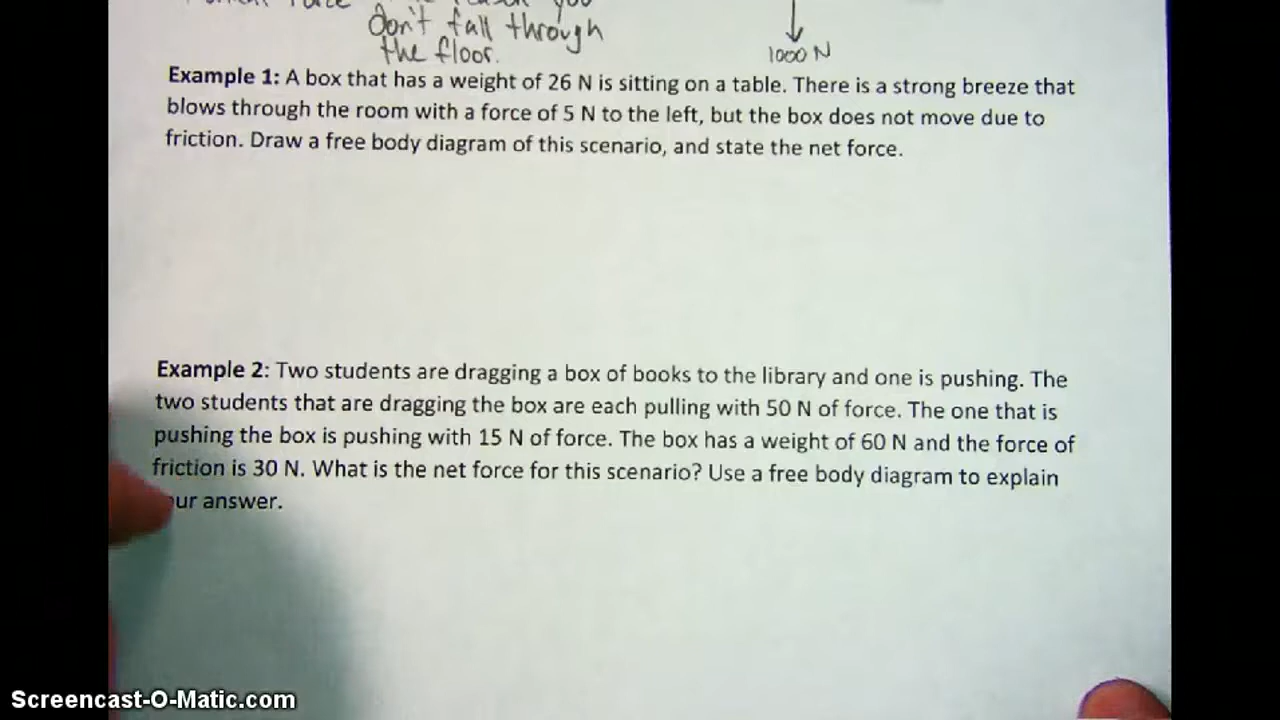 don't fall through
the floor.
1000 N
Example 1: A box that has a weight of 26 N is sitting on a table. There is a strong breeze that
blows through the room with a force of 5 N to the left, but the box does not move due to
friction. Draw a free body diagram of this scenario, and state the net force.
Example 2: Two students are dragging a box of books to the library and one is pushing. The
two students that are dragging the box are each pulling with 50 N of force. The one that is
pushing the box is pushing with 15 N of force. The box has a weight of 60 N and the force of
friction is 30 N. What is the net force for this scenario? Use a free body diagram to explain
ur answer.
Screencast-O-Matic.com